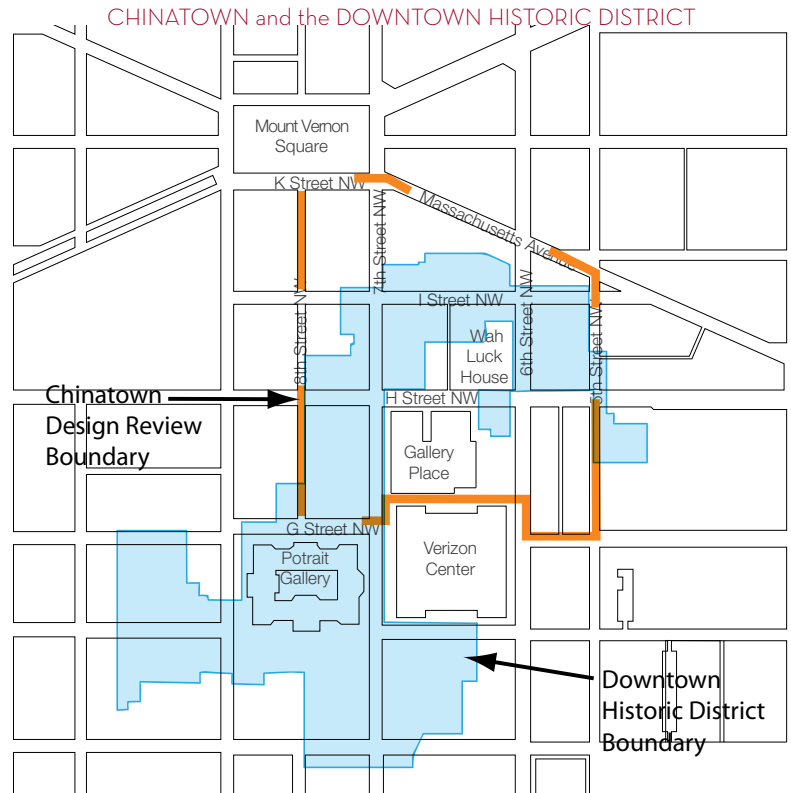 CHINATOWN and the DOWNTOWN HISTORIC DISTRICT
Mount Vernon
Square
K Street NW
Massachusetts Avenue
7th Street NW
8th Street NW
I Street NW
6th Street NW
5th Street NW
Wah
Luck
House
Chinatown
Design Review
Boundary
H Street NW
Gallery
Place
G Street NW
Potrait
Gallery
Verizon
Center
Downtown
Historic District
Boundary